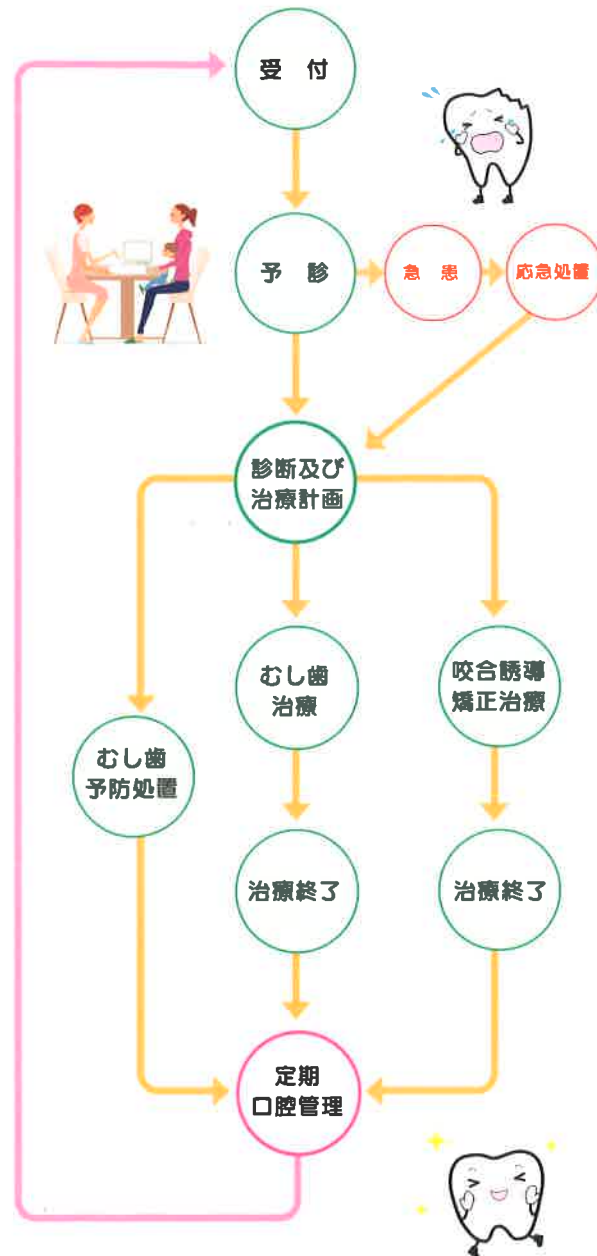 受 付
予 診
急 患
応急処置
診断及び
治療計画
むし歯
治療
咬合誘導
矯正治療
むし歯
予防処置
治療終了
治療終了
定期
口腔管理